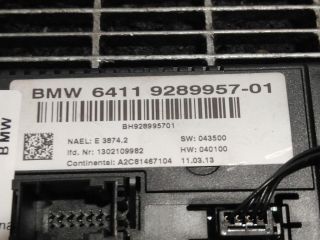 BMW 6411 9289957-01
BH928995701
NAEL: E 3874.2 SW: 043500
lfd. Nr: 1302109982 HW: 040100
Continental: A2C81467104 11.03.13
BMW